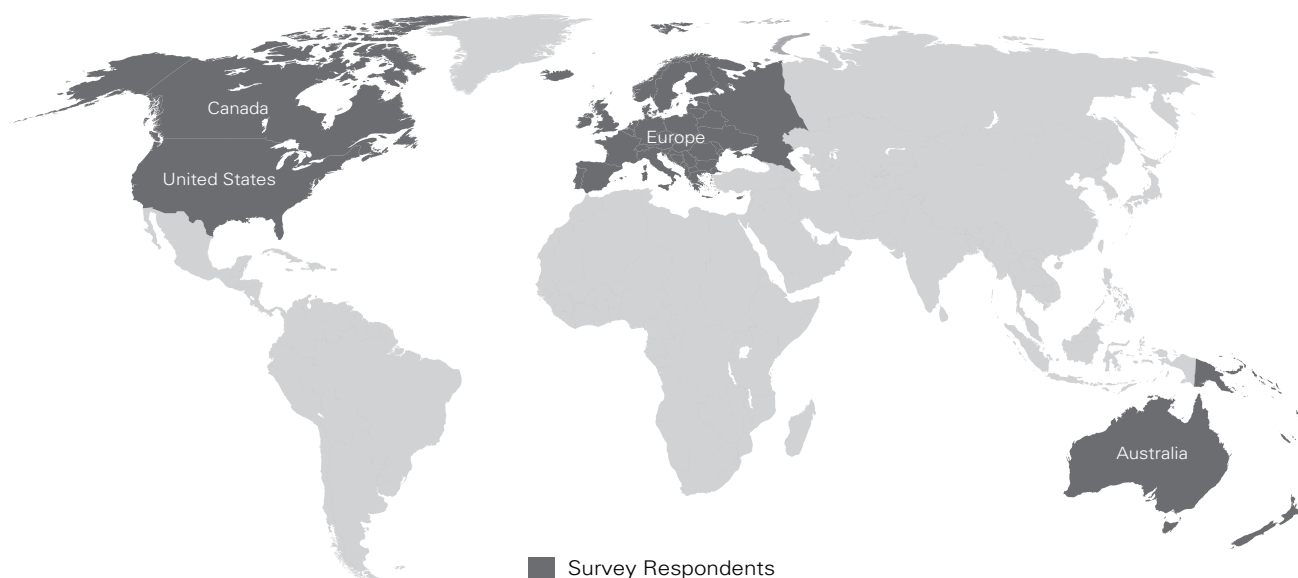 Canada
Europe
United States
Australia
Survey Respondents